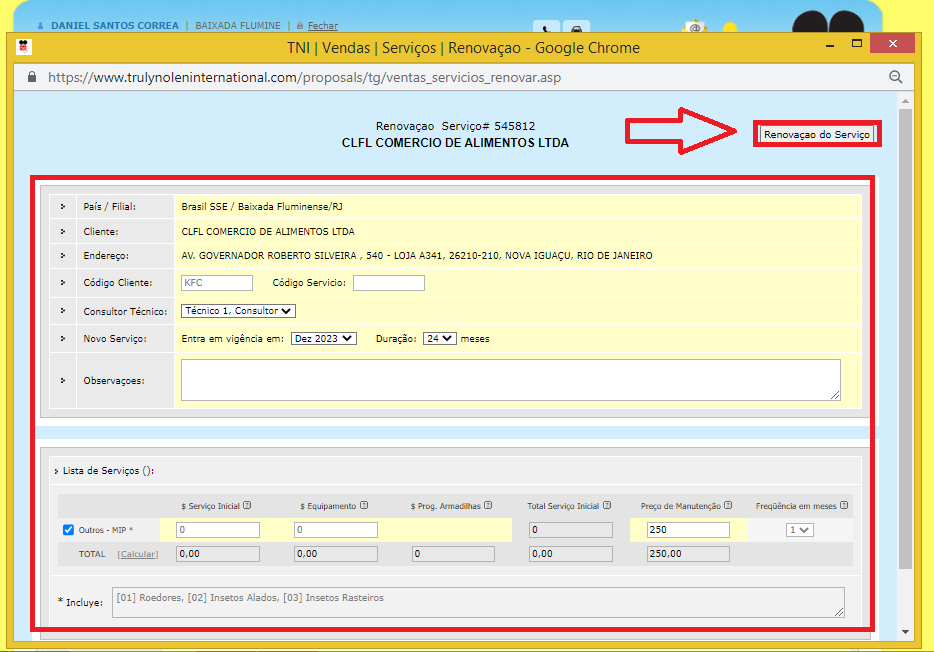 DANIEL SANTOS CORREA | BAIXADA FLUMINE | Fechar
TNI | Vendas | Serviços | Renovaçao - Google Chrome
https://www.trulynoleninternational.com/proposals/tg/ventas_servicios_renovar.asp
Renovaçao Serviço# 545812
CLFL COMERCIO DE ALIMENTOS LTDA
Renovaçao do Serviço
País / Filial: Brasil SSE / Baixada Fluminense/RJ
Cliente: CLFL COMERCIO DE ALIMENTOS LTDA
Endereço: AV. GOVERNADOR ROBERTO SILVEIRA , 540 - LOJA A341, 26210-210, NOVA IGUAÇU, RIO DE JANEIRO
Código Cliente: KFC Código Servicio:
Consultor Técnico: Técnico 1, Consultor
Novo Serviço: Entra em vigência em: Dez 2023 Duração: 24 meses
Observaçoes:
Lista de Serviços ():
$ Serviço Inicial $ Equipamento $ Prog. Armadilhas Total Serviço Inicial Preço de Manutenção Freqüência em meses
Outros - MIP * 0 0 0 250 1
TOTAL [Calcular] 0,00 0,00 0 0,00 250,00
* Incluye: [01] Roedores, [02] Insetos Alados, [03] Insetos Rasteiros